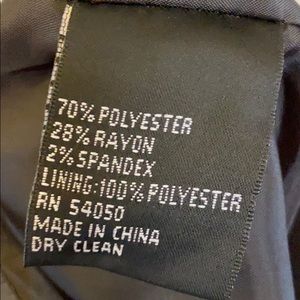 70% POLYESTER
28% RAYON
2% SPANDEX
LINING:100% POLYESTER
RN 54050
MADE IN CHINA
DRY CLEAN